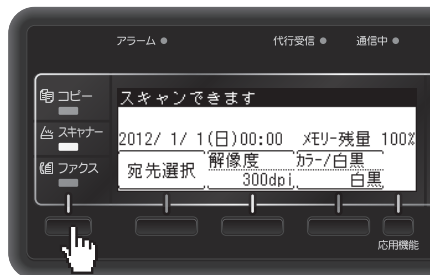 アラーム
代行受信
通信中
コピー
スキャンできます
スキャナー
2012/ 1/ 1(日)00:00 メモリー残量 100%
ファクス
宛先選択 解像度 カラー/白黒
300dpi 白黒
応用機能